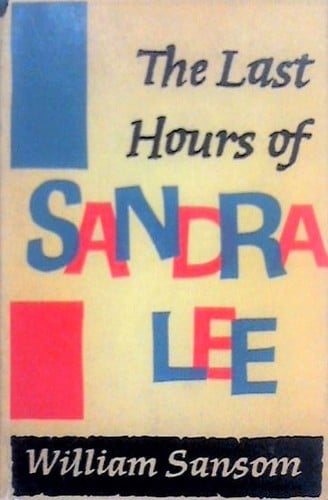 The Last
Hours of
SANDRA
LEE
William Sansom